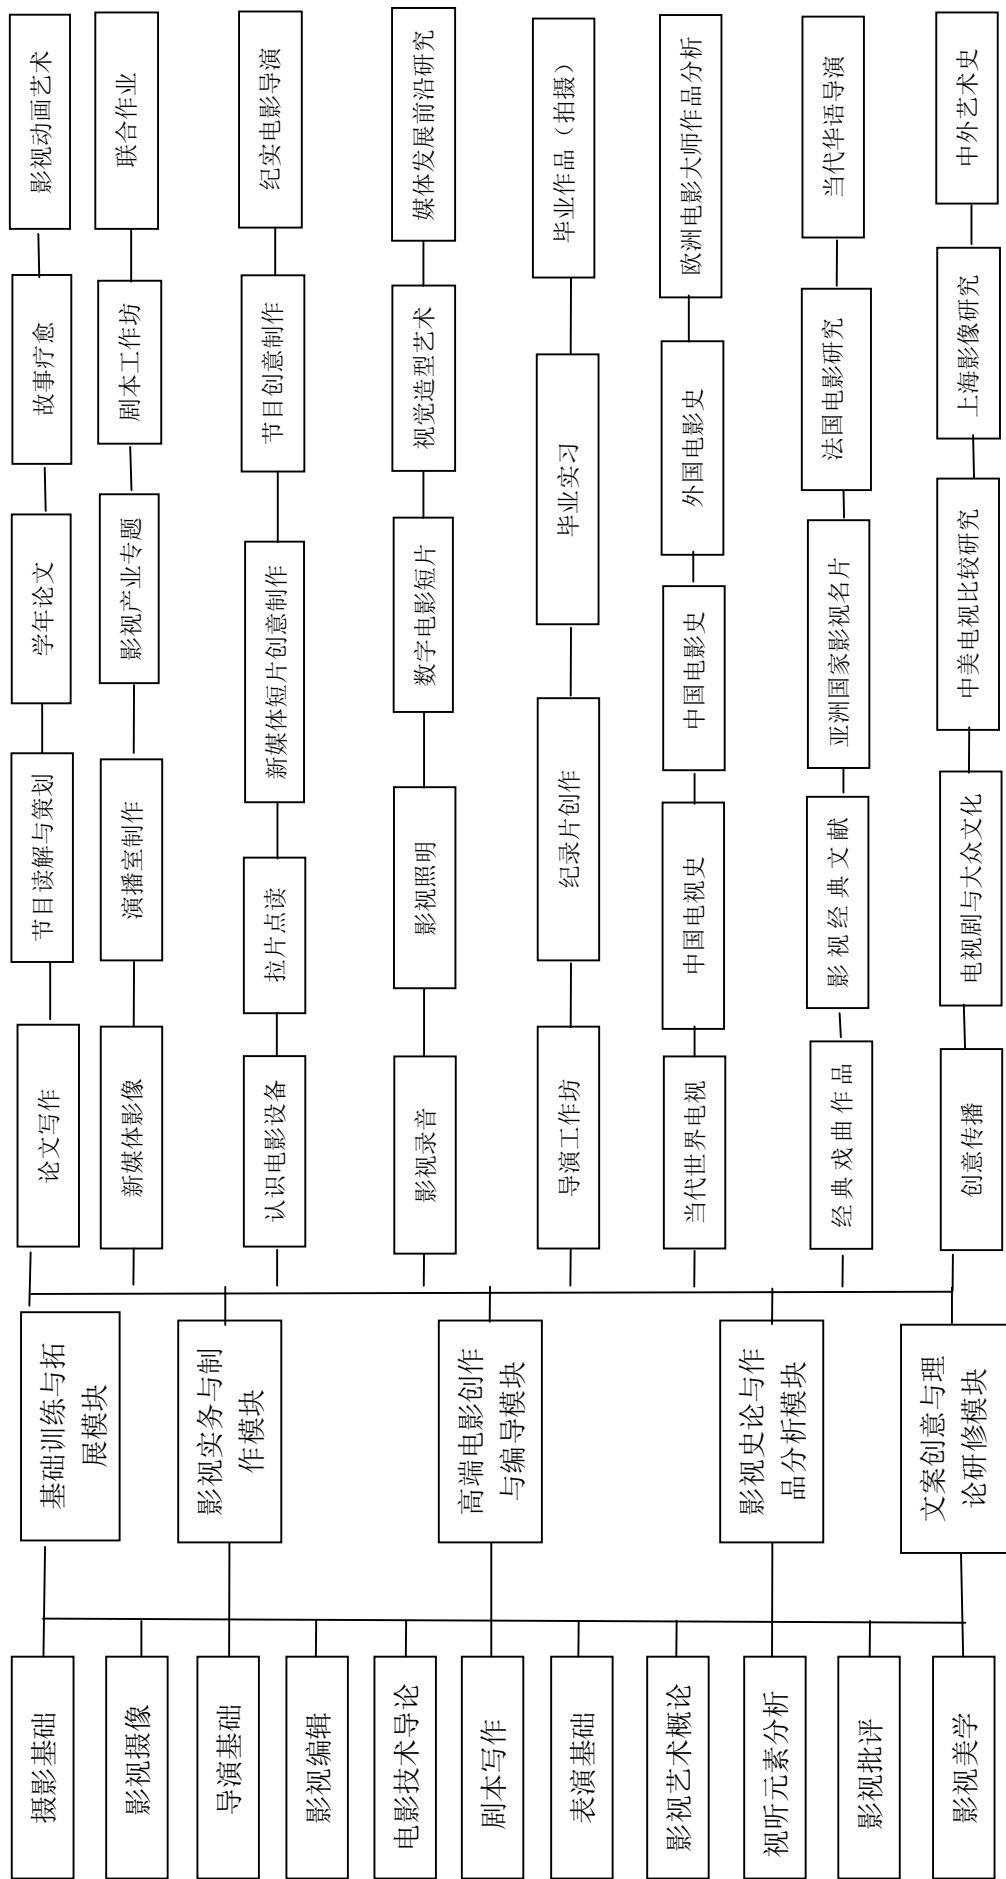 摄影基础
影视摄像
导演基础
影视编辑
电影技术导论
剧本写作
表演基础
影视艺术概论
视听元素分析
影视批评
影视美学
基础训练与拓
展模块
影视实务与制
作模块
高端电影创作
与编导模块
影视史论与作
品分析模块
文案创意与理
论研修模块
论文写作
节目读解与策划
学年论文
故事疗愈
影视动画艺术
新媒体影像
演播室制作
影视产业专题
剧本工作坊
联合作业
认识电影设备
拉片点读
新媒体短片创意制作
节目创意制作
纪实电影导演
影视录音
影视照明
数字电影短片
视觉造型艺术
媒体发展前沿研究
导演工作坊
纪录片创作
毕业实习
毕业作品（拍摄）
当代世界电视
中国电视史
中国电影史
外国电影史
欧洲电影大师作品分析
经典戏曲作品
影视经典文献
亚洲国家影视名片
法国电影研究
当代华语导演
创意传播
电视剧与大众文化
中美电视比较研究
上海影像研究
中外艺术史